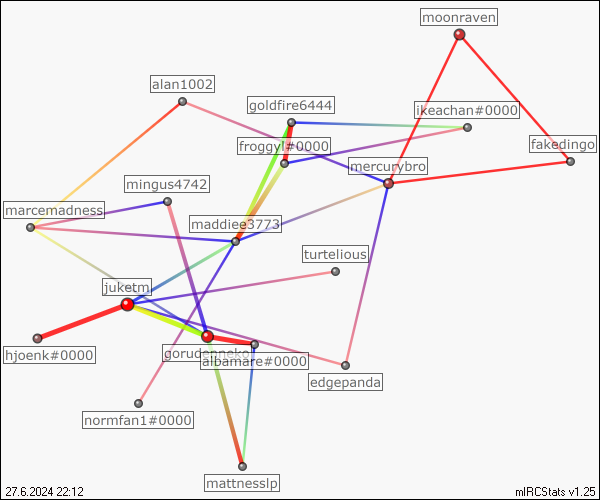 moonraven
alan1002
goldfire6444
ikeachan#0000
froggyl#0000
fakedingo
mercurybro
mingus4742
marcemadness
maddiee3773
turtelious
juketm
hjoenk#0000
gorudenneko
albamare#0000
edgepanda
normfan1#0000
mattnesslp
27.6.2024 22:12
mIRCStats v1.25